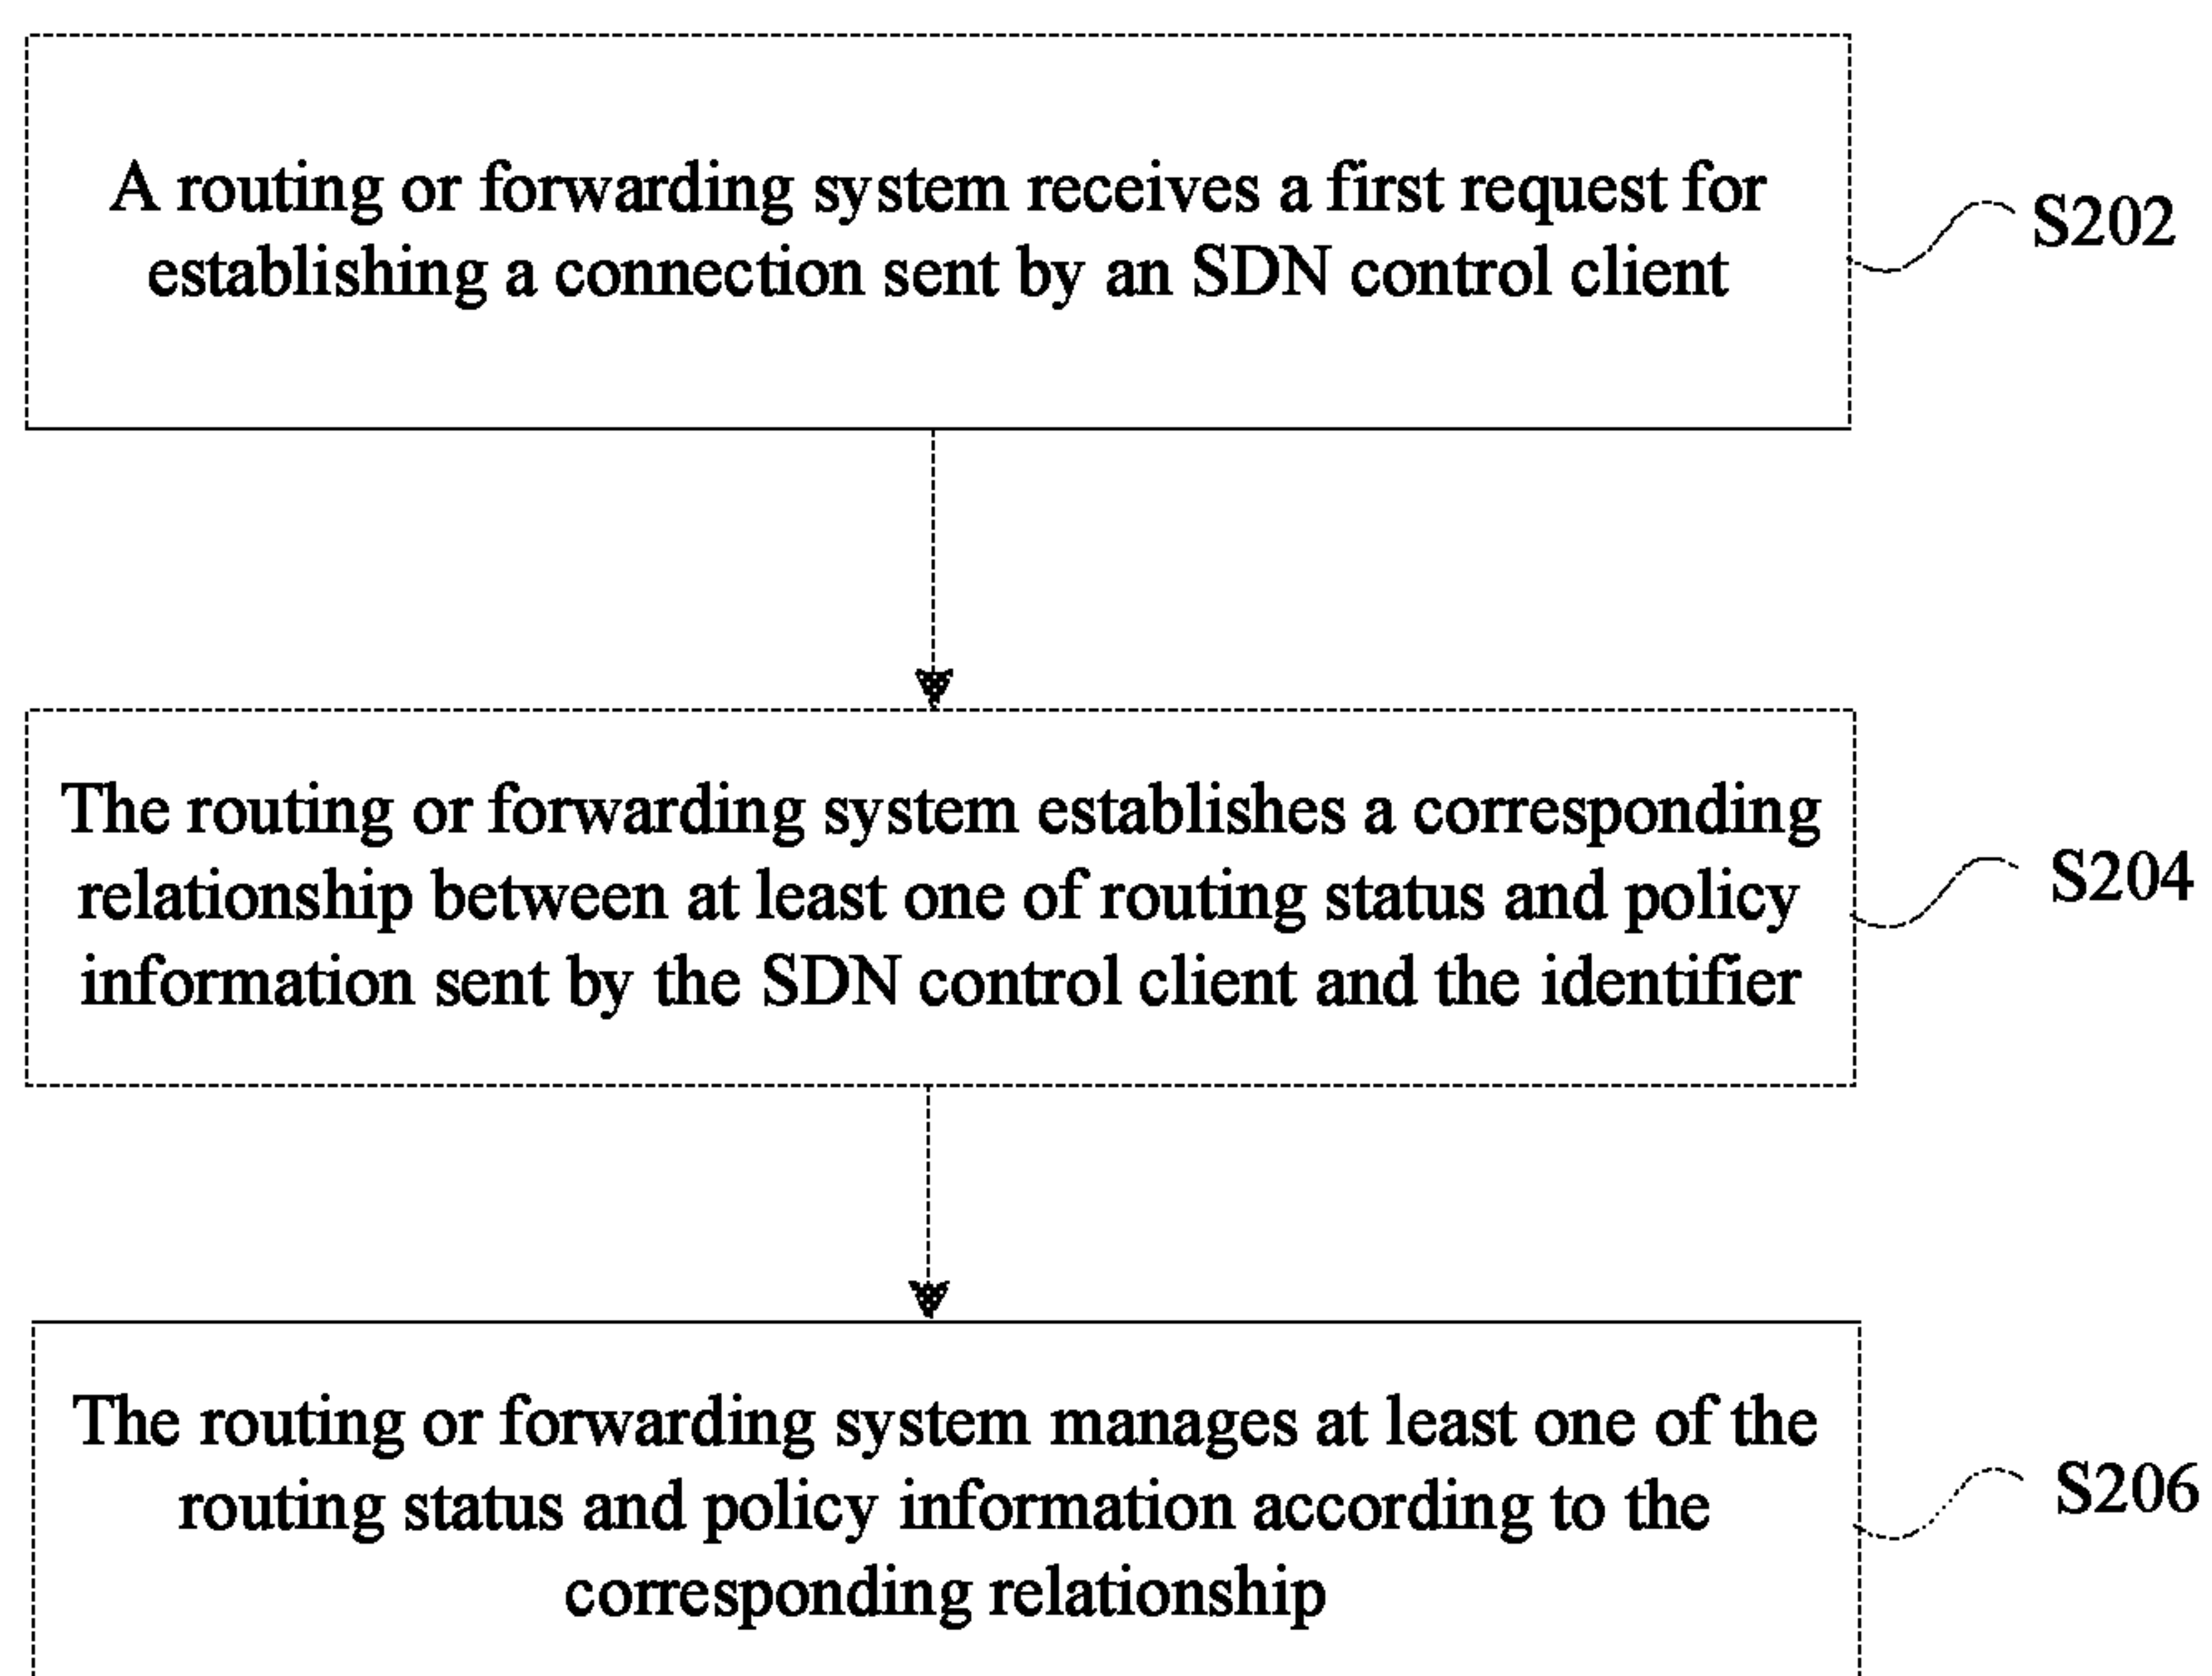 A routing or forwarding system receives a first request for
establishing a connection sent by an SDN control client
S202
The routing or forwarding system establishes a corresponding
relationship between at least one of routing status and policy
information sent by the SDN control client and the identifier
S204
The routing or forwarding system manages at least one of the
routing status and policy information according to the
corresponding relationship
S206